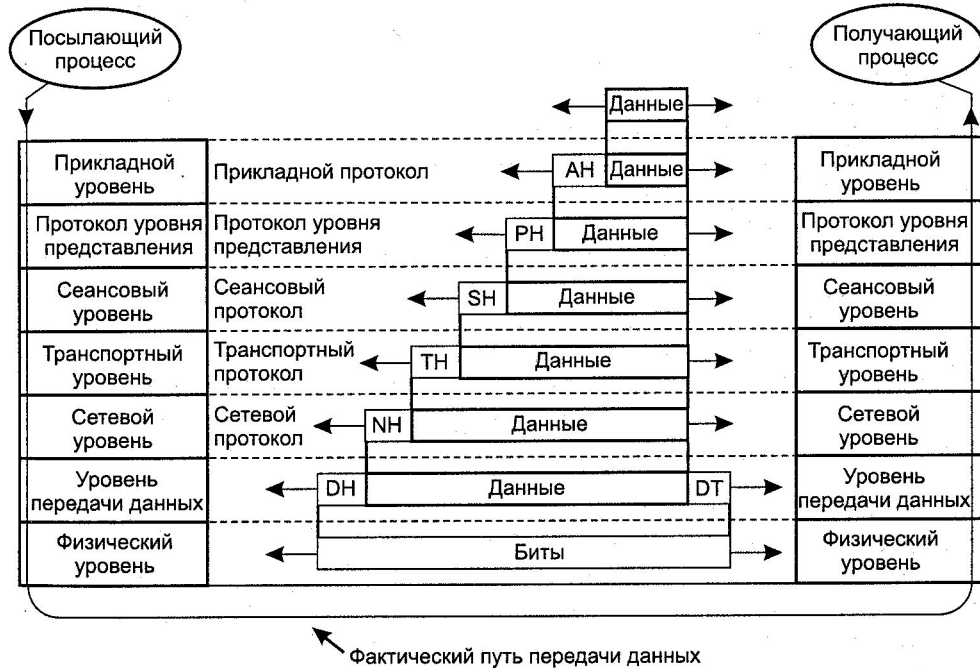 Посылающий
процесс
Получающий
процесс
Данные
Прикладной
уровень
Прикладной протокол
AH
Данные
Прикладной
уровень
Протокол уровня
представления
Протокол уровня
представления
PH
Данные
Протокол уровня
представления
Сеансовый
уровень
Сеансовый
протокол
SH
Данные
Сеансовый
уровень
Транспортный
уровень
Транспортный
протокол
TH
Данные
Транспортный
уровень
Сетевой
уровень
Сетевой
протокол
NH
Данные
Сетевой
уровень
Уровень
передачи данных
DH
Данные
DT
Уровень
передачи данных
Физический
уровень
Биты
Физический
уровень
Фактический путь передачи данных